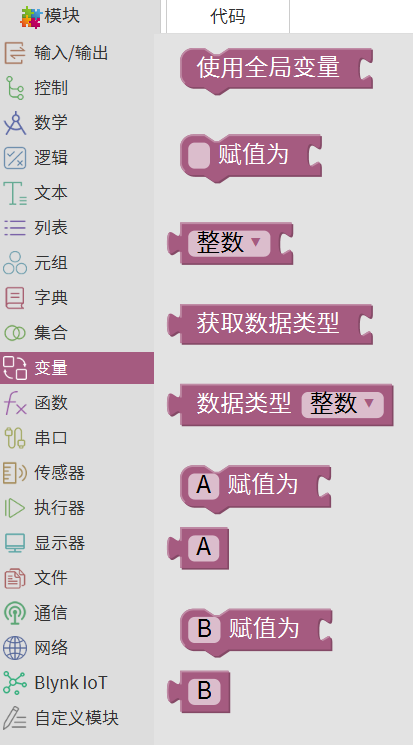 模块
输入/输出
控制
数学
逻辑
文本
列表
元组
字典
集合
变量
函数
串口
传感器
执行器
显示器
文件
通信
网络
Blynk IoT
自定义模块
代码
使用全局变量
赋值为
整数
获取数据类型
数据类型 整数
A 赋值为
A
B 赋值为
B